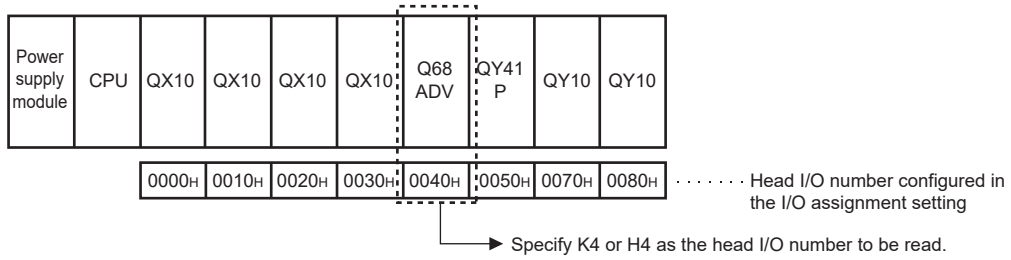 Power supply module
CPU
QX10
QX10
QX10
QX10
Q68 ADV
QY41 P
QY10
QY10
0000H
0010H
0020H
0030H
0040H
0050H
0070H
0080H
Head I/O number configured in
the I/O assignment setting
Specify K4 or H4 as the head I/O number to be read.